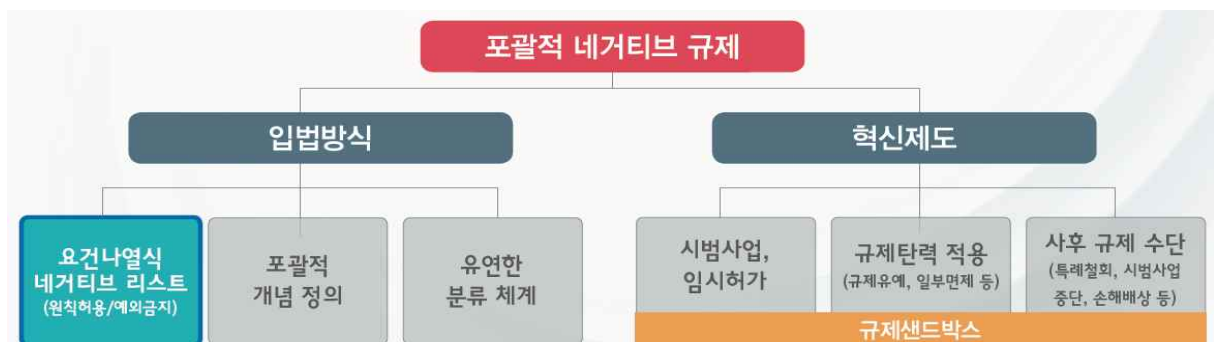 포괄적 네거티브 규제
입법방식
혁신제도
요건나열식
네거티브 리스트
(원칙허용/예외금지)
포괄적
개념 정의
유연한
분류 체계
시범사업,
임시허가
규제탄력 적용
(규제유예, 일부면제 등)
사후 규제 수단
(특례철회, 시범사업
중단, 손해배상 등)
규제샌드박스